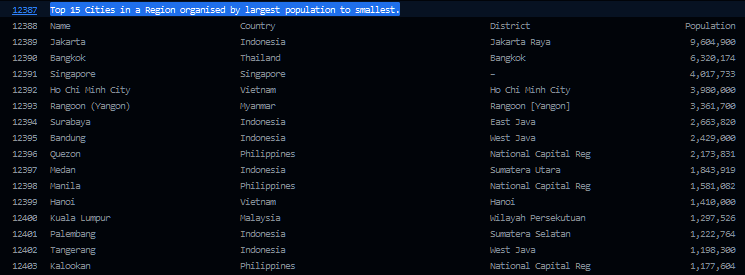 12387 Top 15 Cities in a Region organised by largest population to smallest.
12388 Name Country District Population
12389 Jakarta Indonesia Jakarta Raya 9,604,900
12390 Bangkok Thailand Bangkok 6,320,174
12391 Singapore Singapore – 4,017,733
12392 Ho Chi Minh City Vietnam Ho Chi Minh City 3,980,000
12393 Rangoon (Yangon) Myanmar Rangoon [Yangon] 3,361,700
12394 Surabaya Indonesia East Java 2,663,820
12395 Bandung Indonesia West Java 2,429,000
12396 Quezon Philippines National Capital Reg 2,173,831
12397 Medan Indonesia Sumatera Utara 1,843,919
12398 Manila Philippines National Capital Reg 1,581,082
12399 Hanoi Vietnam Hanoi 1,410,000
12400 Kuala Lumpur Malaysia Wilayah Persekutuan 1,297,526
12401 Palembang Indonesia Sumatera Selatan 1,222,764
12402 Tangerang Indonesia West Java 1,198,300
12403 Kalookan Philippines National Capital Reg 1,177,604